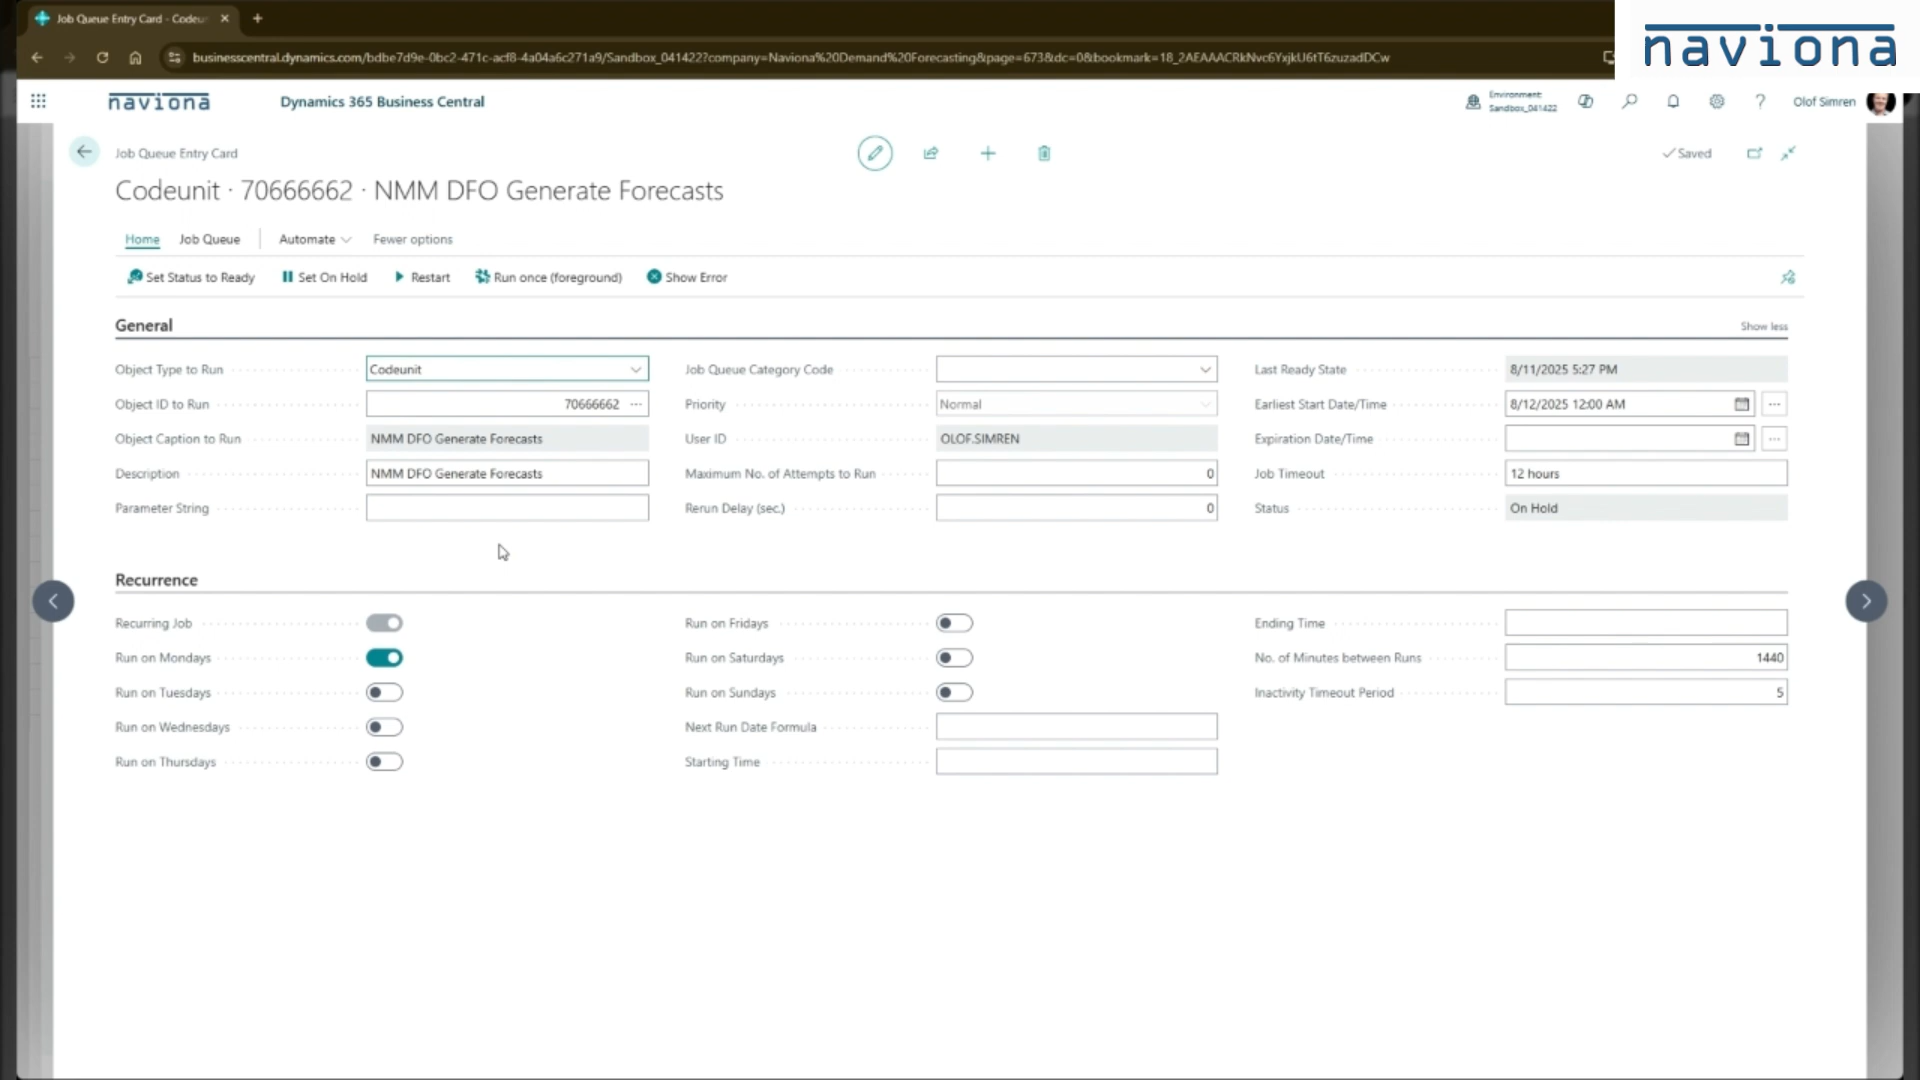 Job Queue Entry Card - Codeu
businesscentral.dynamics.com/bdbe7d9e-0bc2-471c-acf8-4a04a6c271a9/Sandbox_041422?company=Naviona%20Demand%20Forecasting&page=673&dc=0&bookmark=18_2AEAAACRkNvc6YxjkU6tT6zuzadDCw
naviona
naviona
Dynamics 365 Business Central
Environment:
Sandbox_041422
Olof Simren
Job Queue Entry Card
Saved
Codeunit · 70666662 · NMM DFO Generate Forecasts
Home Job Queue Automate Fewer options
Set Status to Ready Set On Hold Restart Run once (foreground) Show Error
General
Show less
Object Type to Run Codeunit
Object ID to Run 70666662
Object Caption to Run NMM DFO Generate Forecasts
Description NMM DFO Generate Forecasts
Parameter String
Job Queue Category Code
Priority Normal
User ID OLOF.SIMREN
Maximum No. of Attempts to Run 0
Rerun Delay (sec.) 0
Last Ready State 8/11/2025 5:27 PM
Earliest Start Date/Time 8/12/2025 12:00 AM
Expiration Date/Time
Job Timeout 12 hours
Status On Hold
Recurrence
Recurring Job
Run on Mondays
Run on Tuesdays
Run on Wednesdays
Run on Thursdays
Run on Fridays
Run on Saturdays
Run on Sundays
Next Run Date Formula
Starting Time
Ending Time
No. of Minutes between Runs 1440
Inactivity Timeout Period 5